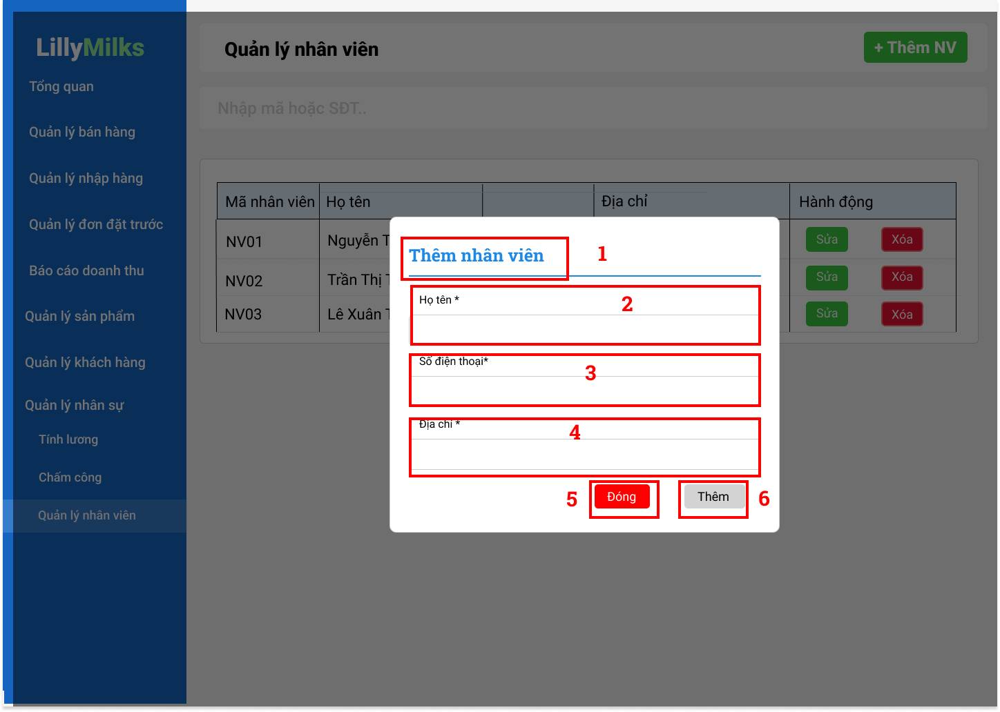 LillyMilks
Tổng quan
Quản lý bán hàng
Quản lý nhập hàng
Quản lý đơn đặt trước
Báo cáo doanh thu
Quản lý sản phẩm
Quản lý khách hàng
Quản lý nhân sự
Tính lương
Chấm công
Quản lý nhân viên
Quản lý nhân viên
+ Thêm NV
Nhập mã hoặc SĐT..
Mã nhân viên Họ tên Địa chỉ Hành động
NV01 Nguyễn T Sửa Xóa
NV02 Trần Thị T Sửa Xóa
NV03 Lê Xuân T Sửa Xóa
Thêm nhân viên 1
Họ tên * 2
Số điện thoại* 3
Địa chỉ * 4
5 Đóng Thêm 6